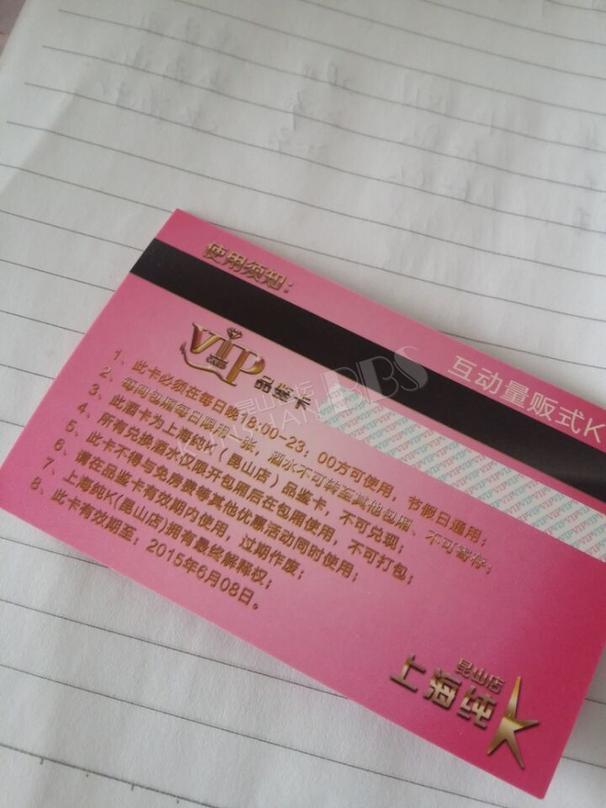 使用须知：
互动量贩式K
VIP
品鉴卡
1、此卡必须在每日晚18:00-23，00方可使用，节假日通用；
2、每间包厢每日限用一张，酒水不可转至其他包厢、不可暂存；
3、此酒卡为上海纯K（昆山店）品鉴卡，不可兑现；
4、所有兑换酒水仅限开包厢后在包厢使用，不可打包；
5、此卡不得与免房费等其他优惠活动同时使用；
6、请在品鉴卡有效期内使用，过期作废；
7、上海纯K(昆山店)拥有最终解释权；
8、此卡有效期至：2015年6月08日。
昆山店
上海纯K
昆山论坛
KUNSHAN BBS